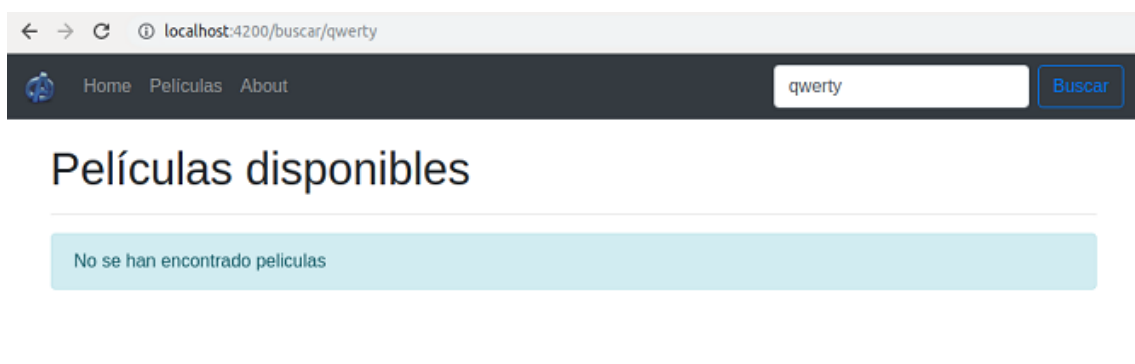 localhost:4200/buscar/qwerty
Home Películas About qwerty Buscar
Películas disponibles
No se han encontrado peliculas